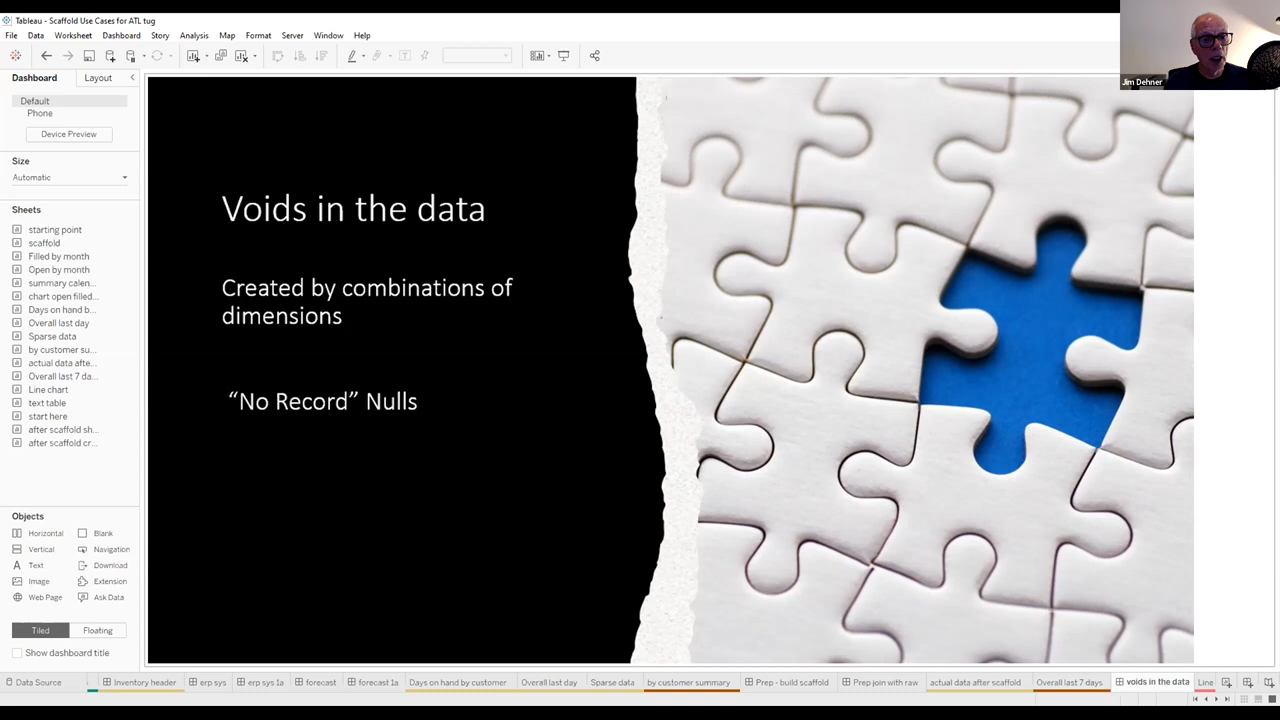 Tableau - Scaffold Use Cases for ATL tug
File Data Worksheet Dashboard Story Analysis Map Format Server Window Help
Jim Dehner
Dashboard Layout
Default
Phone
Device Preview
Size
Automatic
Sheets
starting point
scaffold
Filled by month
Open by month
summary calen...
chart open filled...
Days on hand b...
Overall last day
Sparse data
by customer su...
actual data afte...
Overall last 7 da...
Line chart
text table
start here
after scaffold sh...
after scaffold cr...
Objects
Horizontal Blank
Vertical Navigation
Text Download
Image Extension
Web Page Ask Data
Tiled Floating
Show dashboard title
Voids in the data
Created by combinations of
dimensions
“No Record” Nulls
Data Source Inventory header erp sys erp sys 1a forecast forecast 1a Days on hand by customer Overall last day Sparse data by customer summary Prep - build scaffold Prep join with raw actual data after scaffold Overall last 7 days voids in the data Line